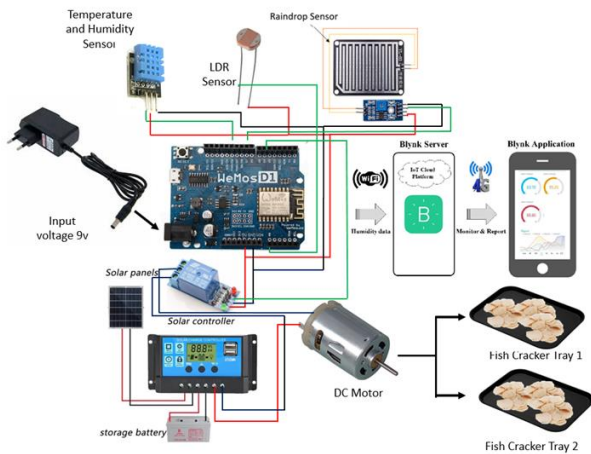 Temperature
and Humidity
Sensor
LDR
Sensor
Raindrop Sensor
WeMos D1
Input
voltage 9v
WiFi
Humidity data
Blynk Server
IoT Cloud
Platform
B
4G
Monitor & Report
Blynk Application
Solar panels
Solar controller
storage battery
DC Motor
Fish Cracker Tray 1
Fish Cracker Tray 2